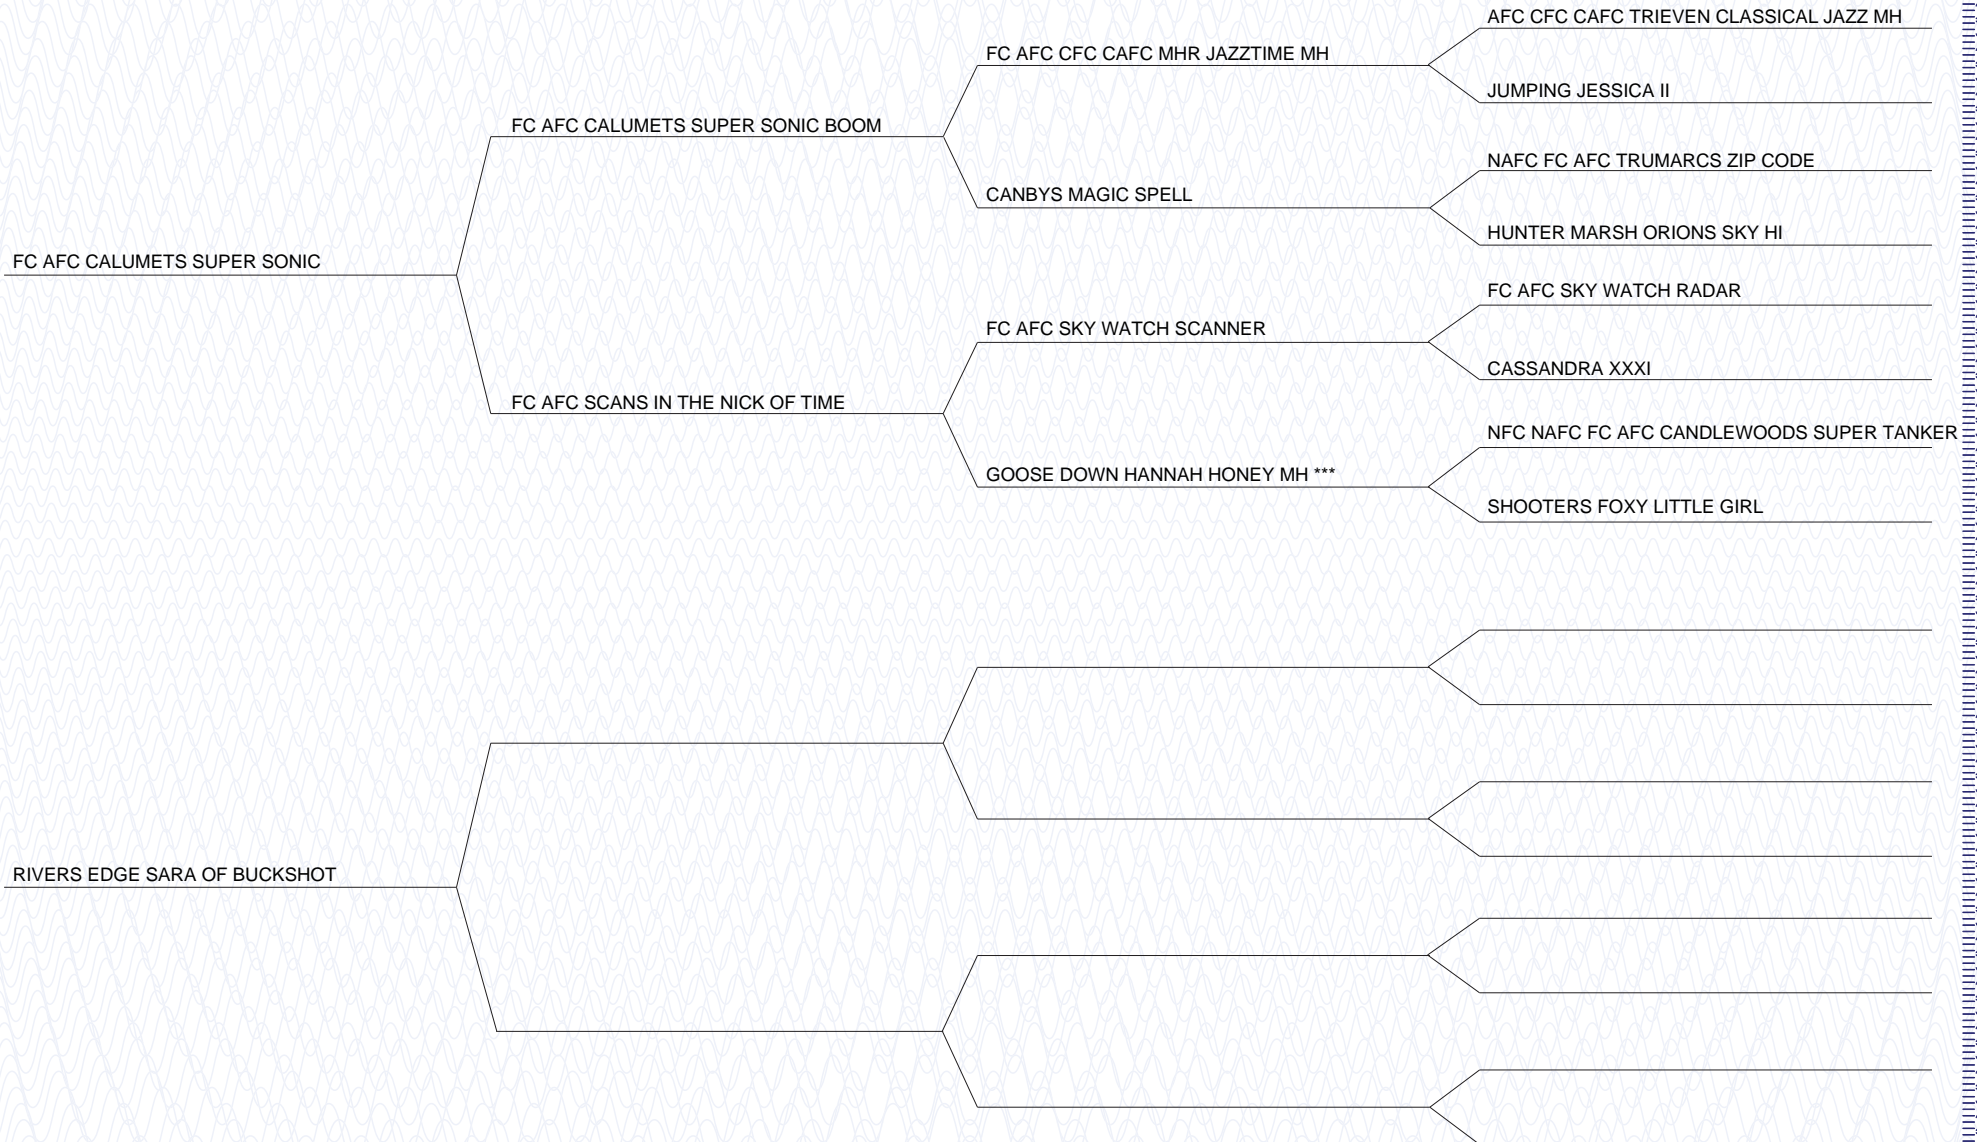 AFC CFC CAFC TRIEVEN CLASSICAL JAZZ MH
FC AFC CFC CAFC MHR JAZZTIME MH
JUMPING JESSICA II
FC AFC CALUMETS SUPER SONIC BOOM
NAFC FC AFC TRUMARCS ZIP CODE
CANBYS MAGIC SPELL
HUNTER MARSH ORIONS SKY HI
FC AFC CALUMETS SUPER SONIC
FC AFC SKY WATCH RADAR
FC AFC SKY WATCH SCANNER
CASSANDRA XXXI
FC AFC SCANS IN THE NICK OF TIME
NFC NAFC FC AFC CANDLEWOODS SUPER TANKER
GOOSE DOWN HANNAH HONEY MH ***
SHOOTERS FOXY LITTLE GIRL
RIVERS EDGE SARA OF BUCKSHOT